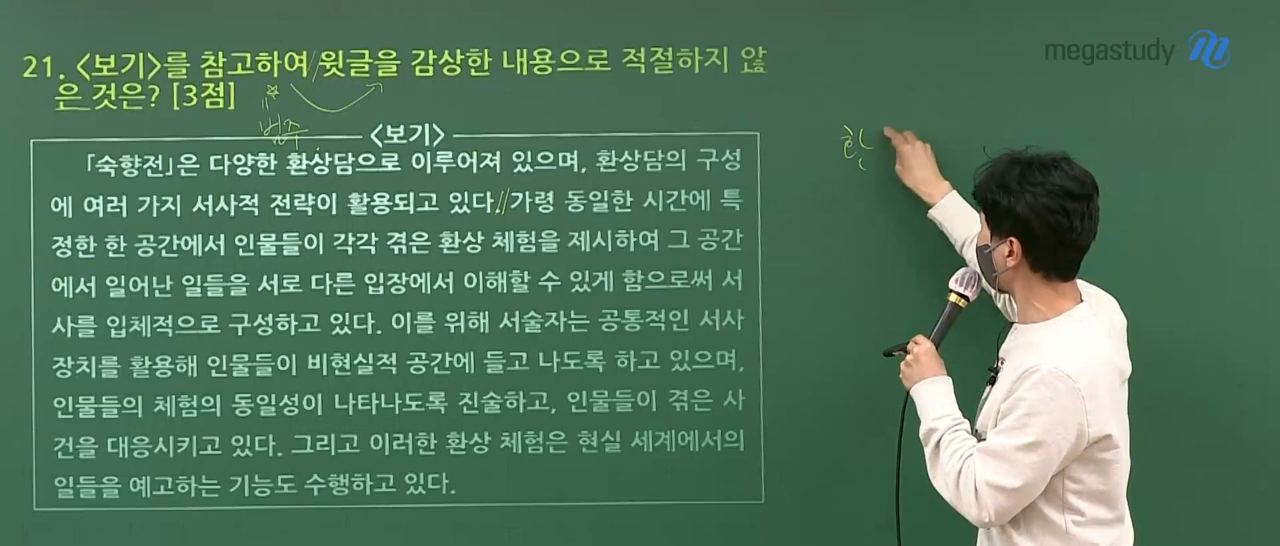 megastudy
21. <보기>를 참고하여 윗글을 감상한 내용으로 적절하지 않
은 것은? [3점]
범주
<보기>
「숙향전」은 다양한 환상담으로 이루어져 있으며, 환상담의 구성
에 여러 가지 서사적 전략이 활용되고 있다. 가령 동일한 시간에 특
정한 한 공간에서 인물들이 각각 겪은 환상 체험을 제시하여 그 공간
에서 일어난 일들을 서로 다른 입장에서 이해할 수 있게 함으로써 서
사를 입체적으로 구성하고 있다. 이를 위해 서술자는 공통적인 서사
장치를 활용해 인물들이 비현실적 공간에 들고 나도록 하고 있으며,
인물들의 체험의 동일성이 나타나도록 진술하고, 인물들이 겪은 사
건을 대응시키고 있다. 그리고 이러한 환상 체험은 현실 세계에서의
일들을 예고하는 기능도 수행하고 있다.